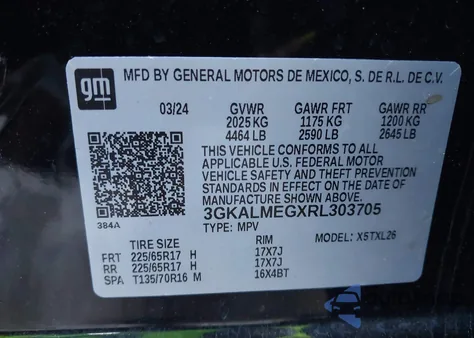 gm
MFD BY GENERAL MOTORS DE MEXICO, S. DE R.L. DE C.V.
03/24 GVWR GAWR FRT GAWR RR
2025 KG 1175 KG 1200 KG
4464 LB 2590 LB 2645 LB
THIS VEHICLE CONFORMS TO ALL
APPLICABLE U.S. FEDERAL MOTOR
VEHICLE SAFETY AND THEFT PREVENTION
STANDARDS IN EFFECT ON THE DATE OF
MANUFACTURE SHOWN ABOVE.
3GKALMEGXRL303705
384A
TYPE: MPV MODEL: X5TXL26
TIRE SIZE RIM
FRT 225/65R17 H 17X7J
RR 225/65R17 H 17X7J
SPA T135/70R16 M 16X4BT